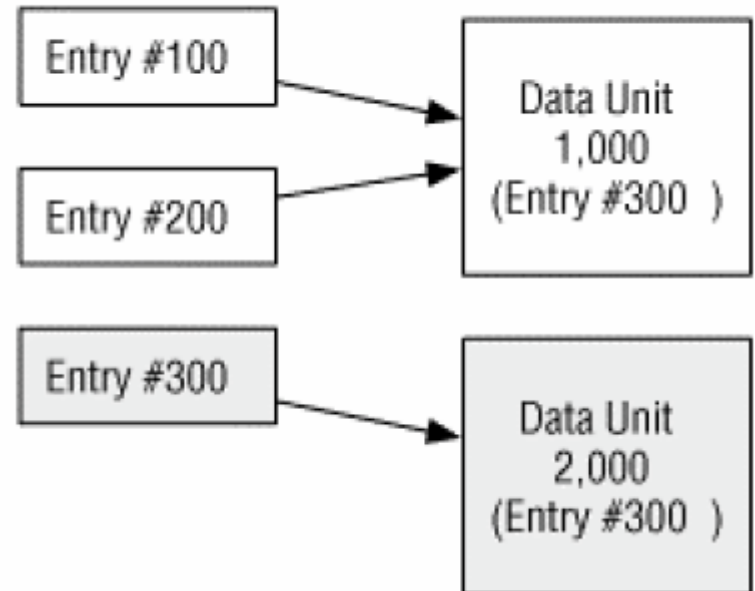 Entry #100
Entry #200
Entry #300
Data Unit
1,000
(Entry #300 )
Data Unit
2,000
(Entry #300 )